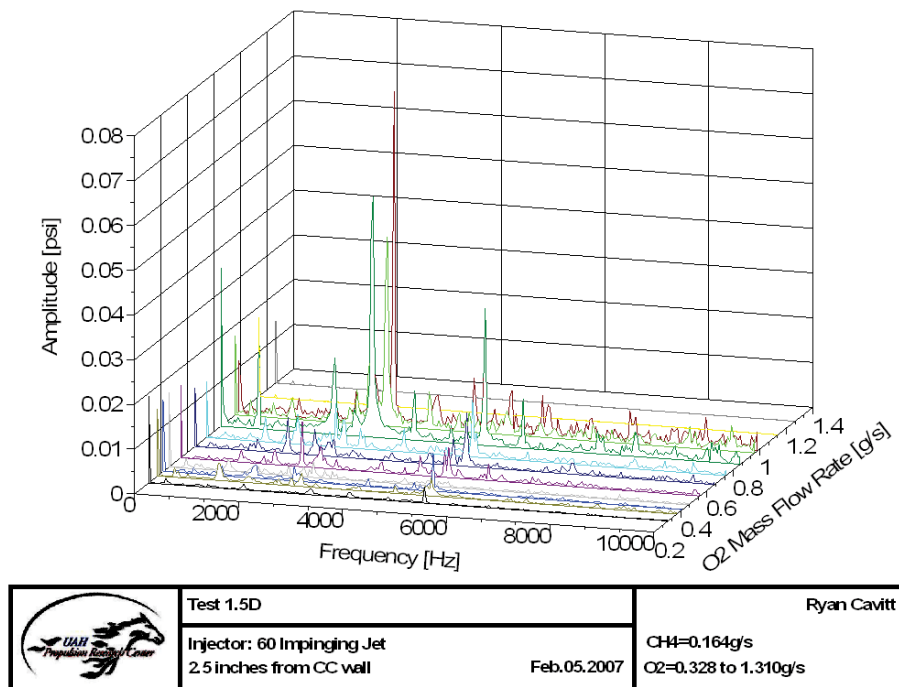 0.08
0.07
0.06
0.05
0.04
0.03
0.02
0.01
0
Amplitude [psi]
0
2000
4000
6000
8000
10000
Frequency [Hz]
0.2
0.4
0.6
0.8
1
1.2
1.4
O2 Mass Flow Rate [g/s]
UAH
Propulsion Research Center
Test 1.5D
Ryan Cavitt
Injector: 60 Impinging Jet
2.5 inches from CC wall
Feb.05.2007
CH4=0.164g/s
O2=0.328 to 1.310g/s